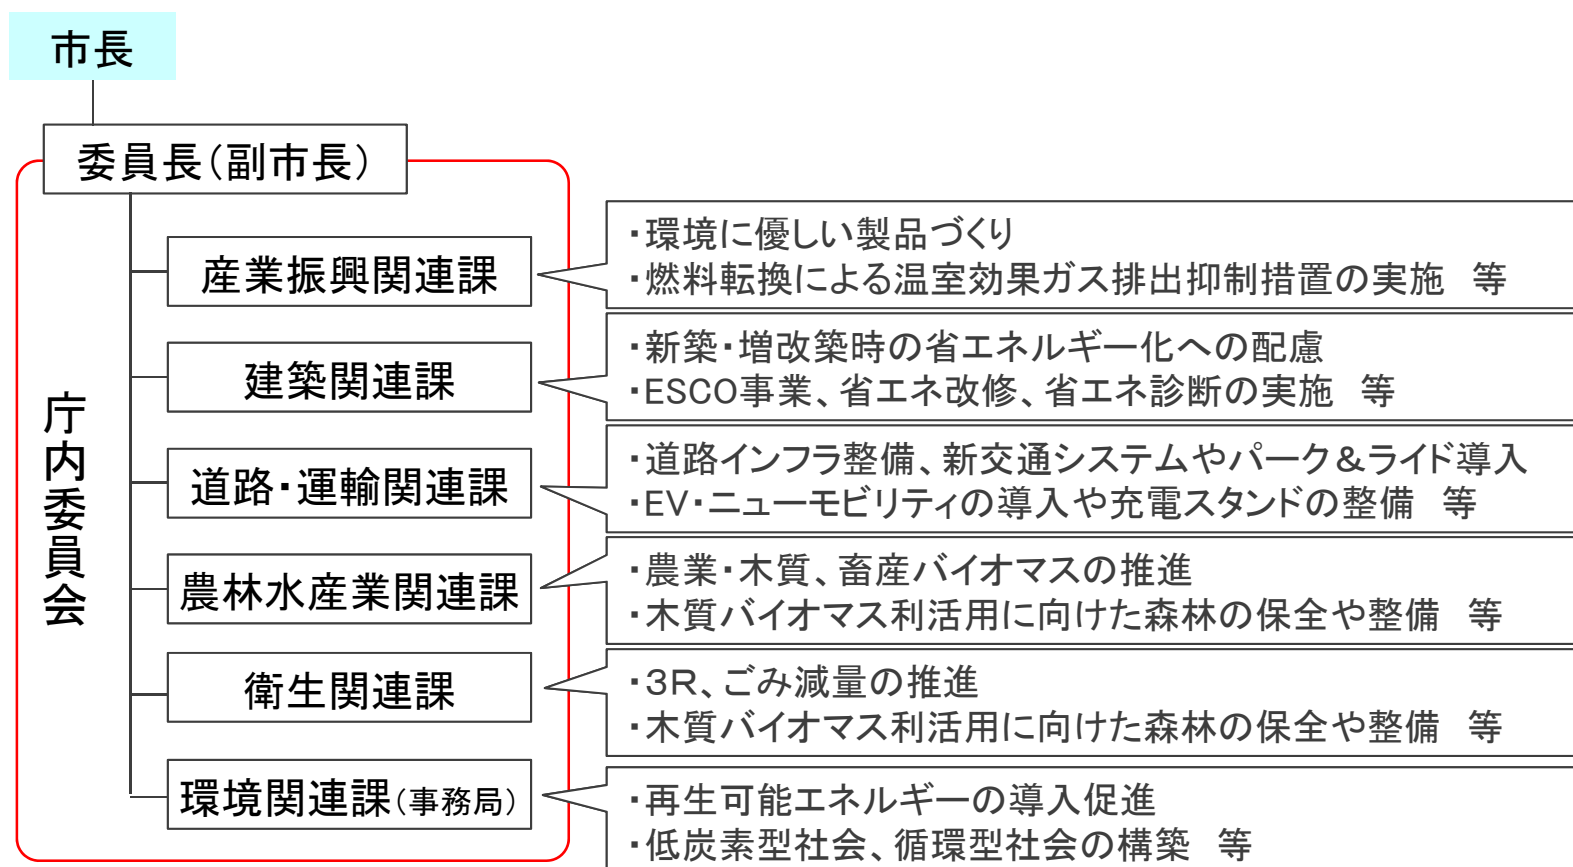 市長
委員長(副市長)
庁内委員会
産業振興関連課
・環境に優しい製品づくり
・燃料転換による温室効果ガス排出抑制措置の実施　等
建築関連課
・新築・増改築時の省エネルギー化への配慮
・ESCO事業、省エネ改修、省エネ診断の実施　等
道路・運輸関連課
・道路インフラ整備、新交通システムやパーク&ライド導入
・EV・ニューモビリティの導入や充電スタンドの整備　等
農林水産業関連課
・農業・木質、畜産バイオマスの推進
・木質バイオマス利活用に向けた森林の保全や整備　等
衛生関連課
・3R、ごみ減量の推進
・木質バイオマス利活用に向けた森林の保全や整備　等
環境関連課(事務局)
・再生可能エネルギーの導入促進
・低炭素型社会、循環型社会の構築　等